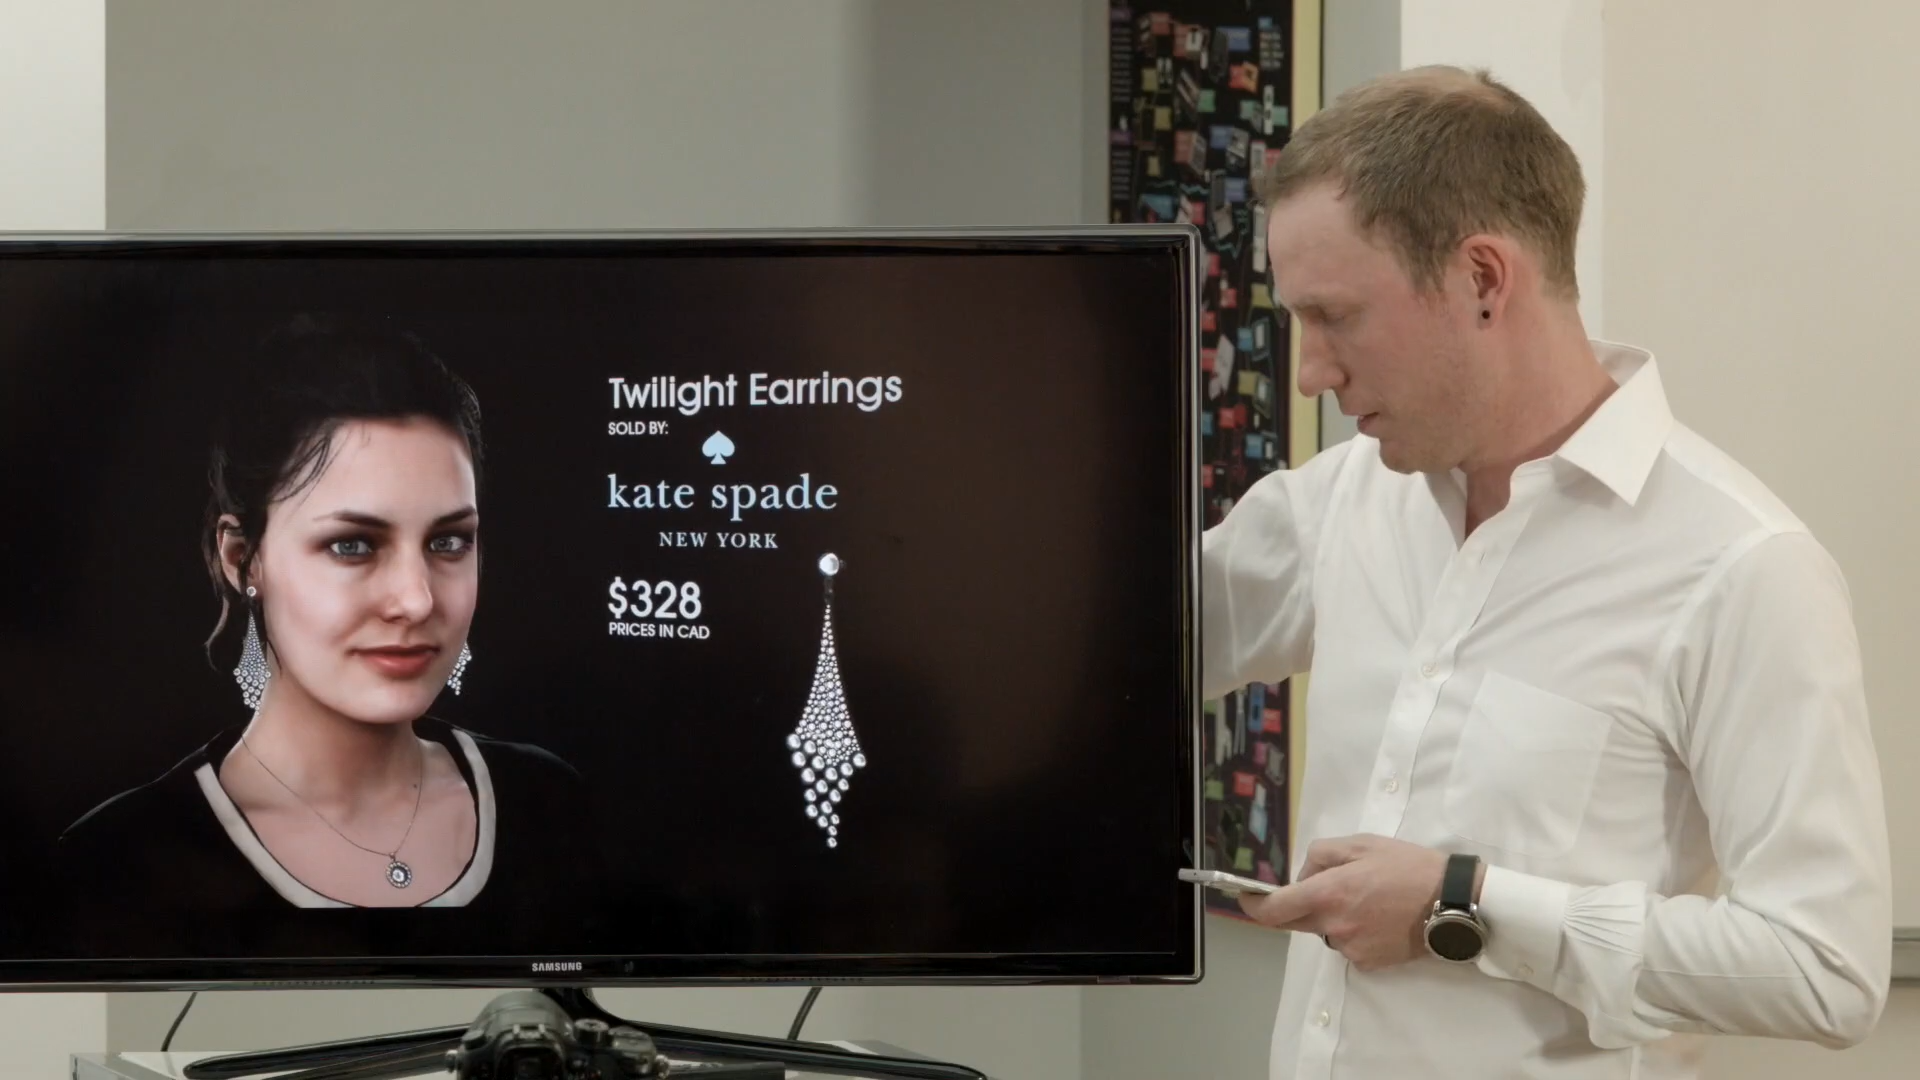 Twilight Earrings
SOLD BY:
kate spade
NEW YORK
$328
PRICES IN CAD
SAMSUNG